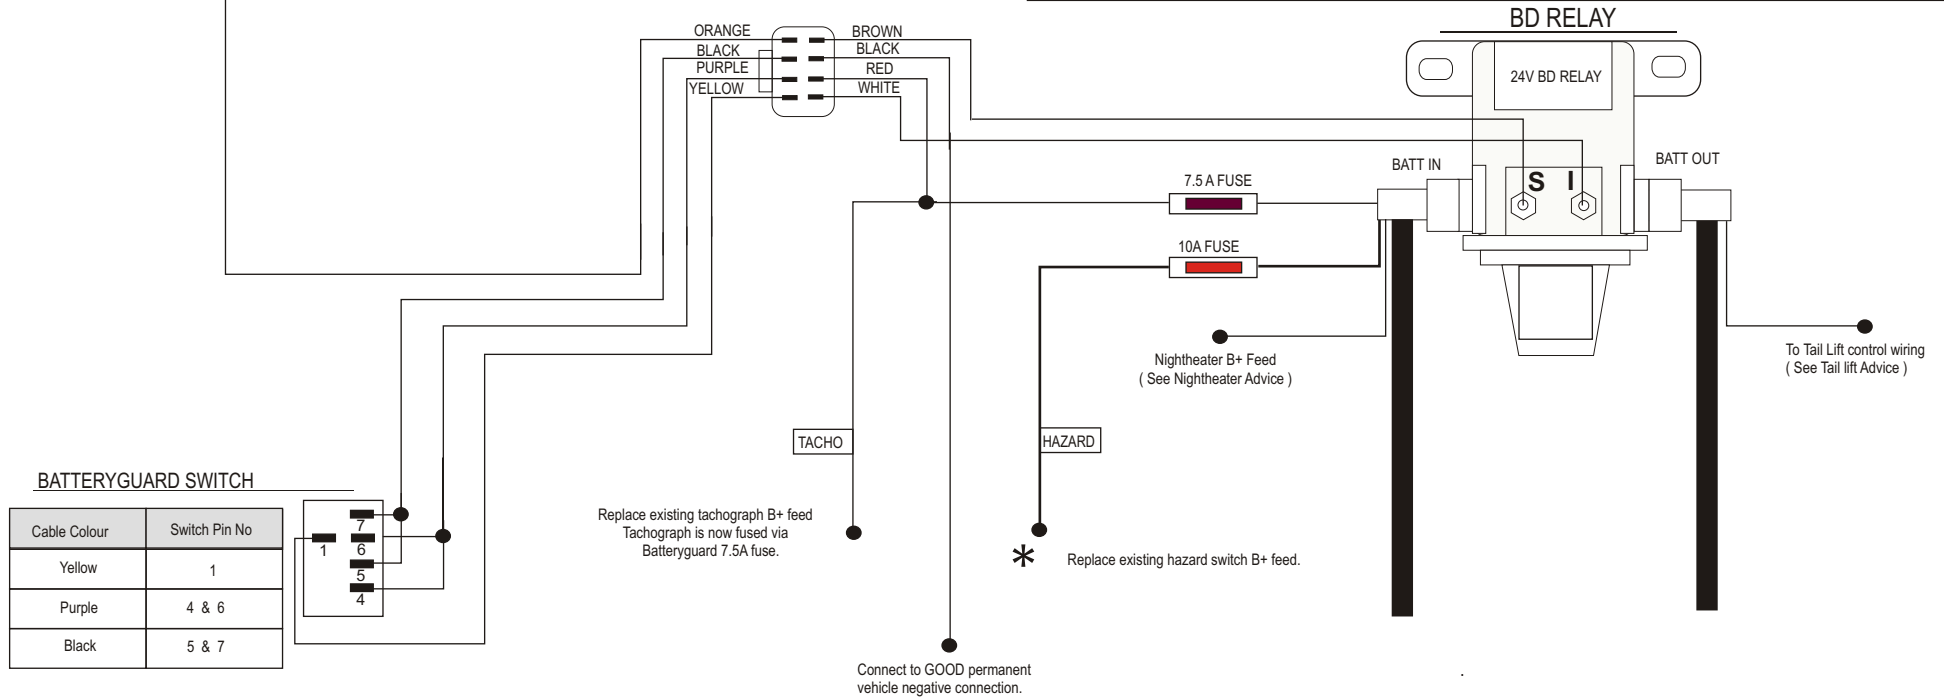 BD RELAY
ORANGE
BLACK
PURPLE
YELLOW
BROWN
BLACK
RED
WHITE
24V BD RELAY
BATT IN
BATT OUT
S I
7.5 A FUSE
10A FUSE
Nightheater B+ Feed
( See Nightheater Advice )
To Tail Lift control wiring
( See Tail lift Advice )
TACHO
HAZARD
Replace existing tachograph B+ feed
Tachograph is now fused via
Batteryguard 7.5A fuse.
* Replace existing hazard switch B+ feed.
Connect to GOOD permanent
vehicle negative connection.
BATTERYGUARD SWITCH
Cable Colour Switch Pin No
Yellow 1
Purple 4 & 6
Black 5 & 7
7
1 6
5
4